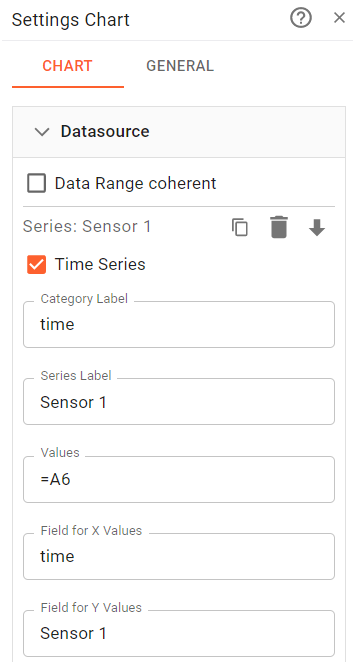 Settings Chart
CHART GENERAL
Datasource
Data Range coherent
Series: Sensor 1
Time Series
Category Label
time
Series Label
Sensor 1
Values
=A6
Field for X Values
time
Field for Y Values
Sensor 1